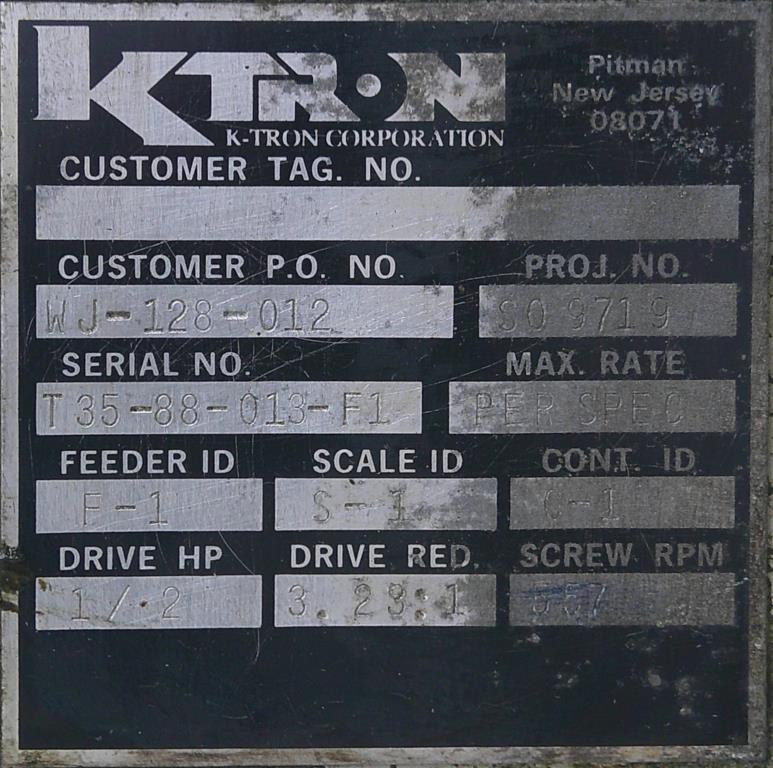 K-TRON
Pitman
New Jersey
08071
K-TRON CORPORATION
CUSTOMER TAG. NO.
CUSTOMER P.O. NO. PROJ. NO.
WJ-128-012 SO 9719
SERIAL NO. MAX. RATE
T35-88-013-F1 PER SPEC
FEEDER ID SCALE ID CONT. ID
F-1 S-1 C-1
DRIVE HP DRIVE RED. SCREW RPM
1/2 3.23:1